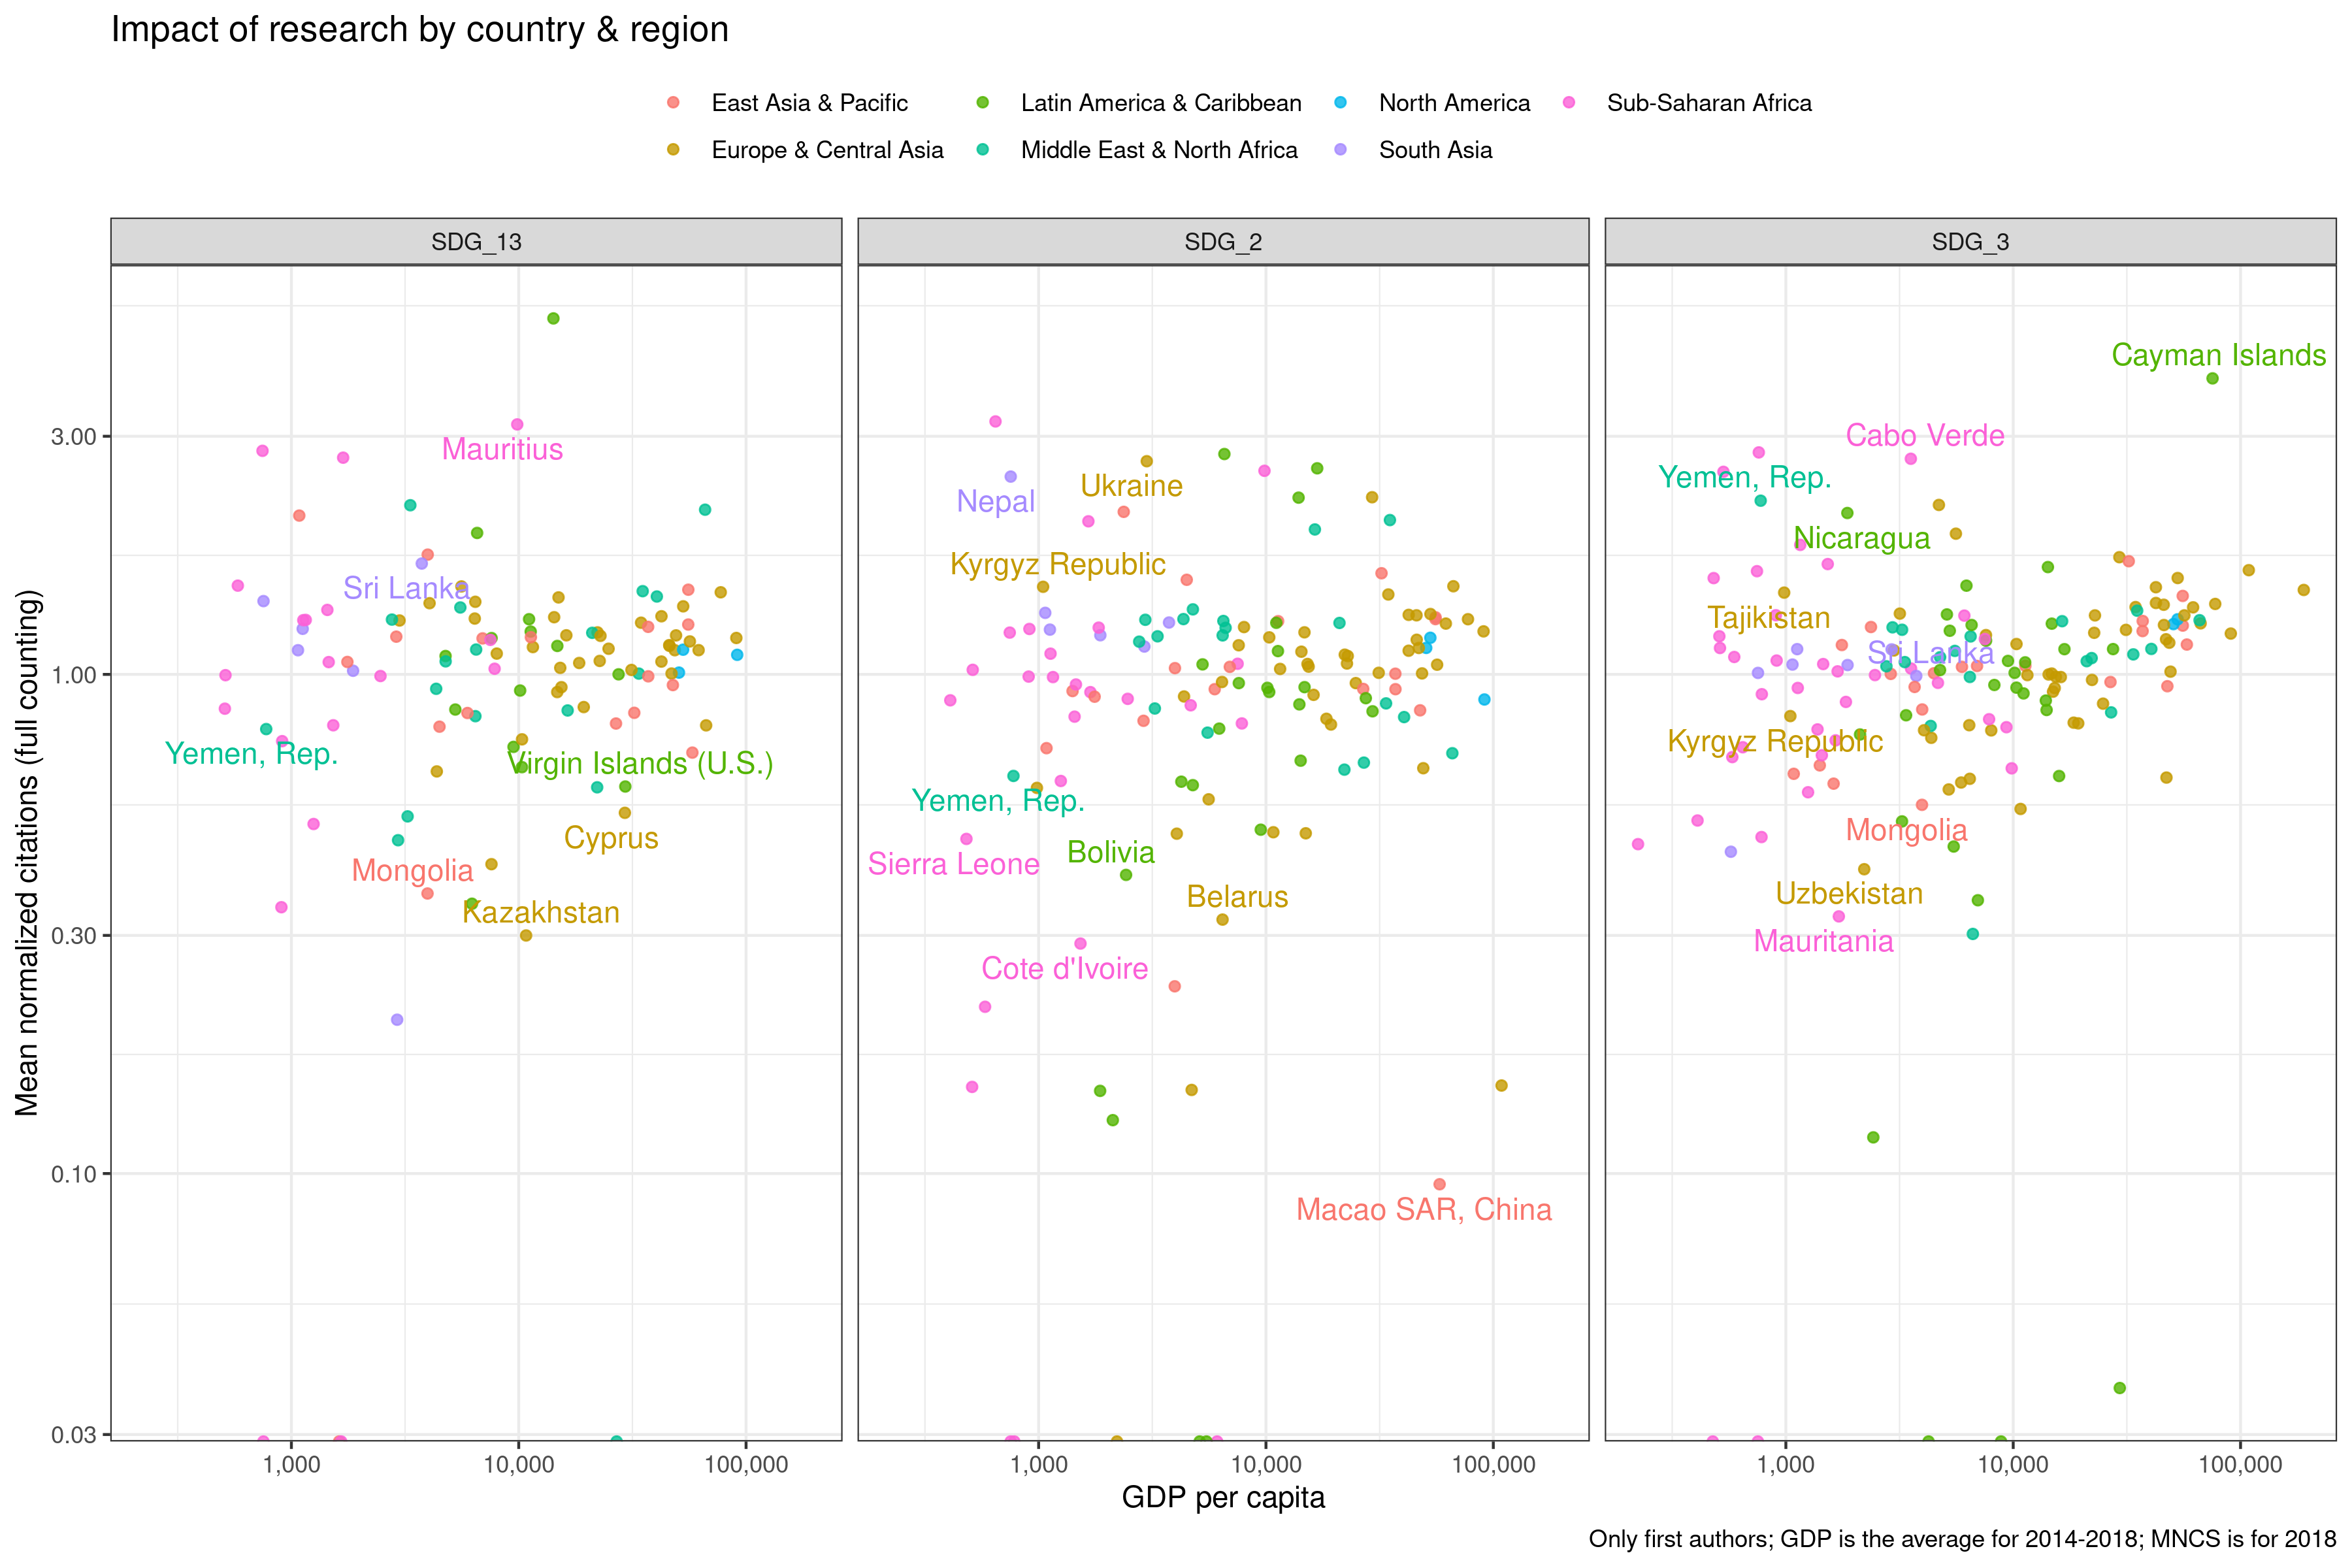 Impact of research by country & region
East Asia & Pacific
Latin America & Caribbean
North America
Sub-Saharan Africa
Europe & Central Asia
Middle East & North Africa
South Asia
SDG_13
SDG_2
SDG_3
Mean normalized citations (full counting)
3.00
1.00
0.30
0.10
0.03
Mauritius
Sri Lanka
Yemen, Rep.
Virgin Islands (U.S.)
Cyprus
Mongolia
Kazakhstan
Ukraine
Nepal
Kyrgyz Republic
Yemen, Rep.
Bolivia
Sierra Leone
Belarus
Cote d'Ivoire
Macao SAR, China
Cayman Islands
Cabo Verde
Yemen, Rep.
Nicaragua
Tajikistan
Sri Lanka
Kyrgyz Republic
Mongolia
Uzbekistan
Mauritania
1,000
10,000
100,000
1,000
10,000
100,000
1,000
10,000
100,000
GDP per capita
Only first authors; GDP is the average for 2014-2018; MNCS is for 2018